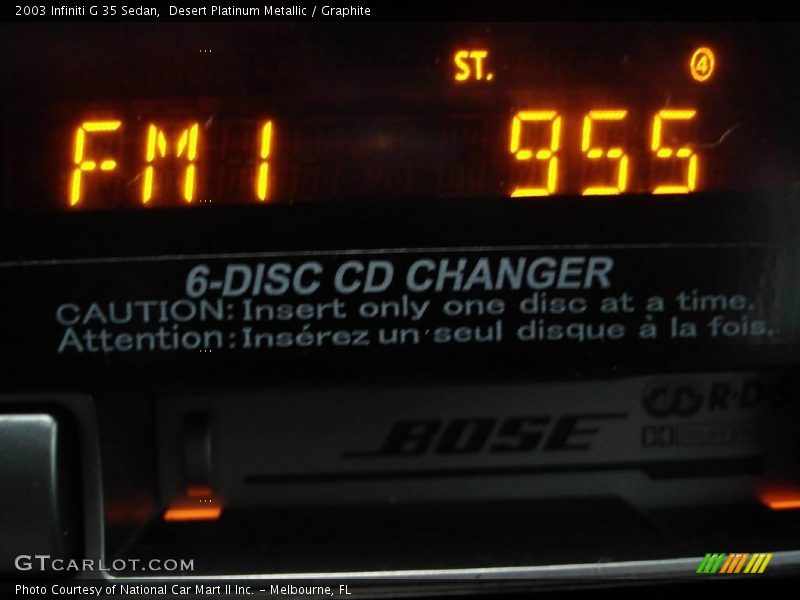 2003 Infiniti G 35 Sedan,  Desert Platinum Metallic / Graphite
ST. 4
FM 1 955
6-DISC CD CHANGER
CAUTION: Insert only one disc at a time.
Attention: Insérez un seul disque à la fois.
R·D·S
BOSE
GTCARLOT.COM
Photo Courtesy of National Car Mart II Inc. - Melbourne, FL